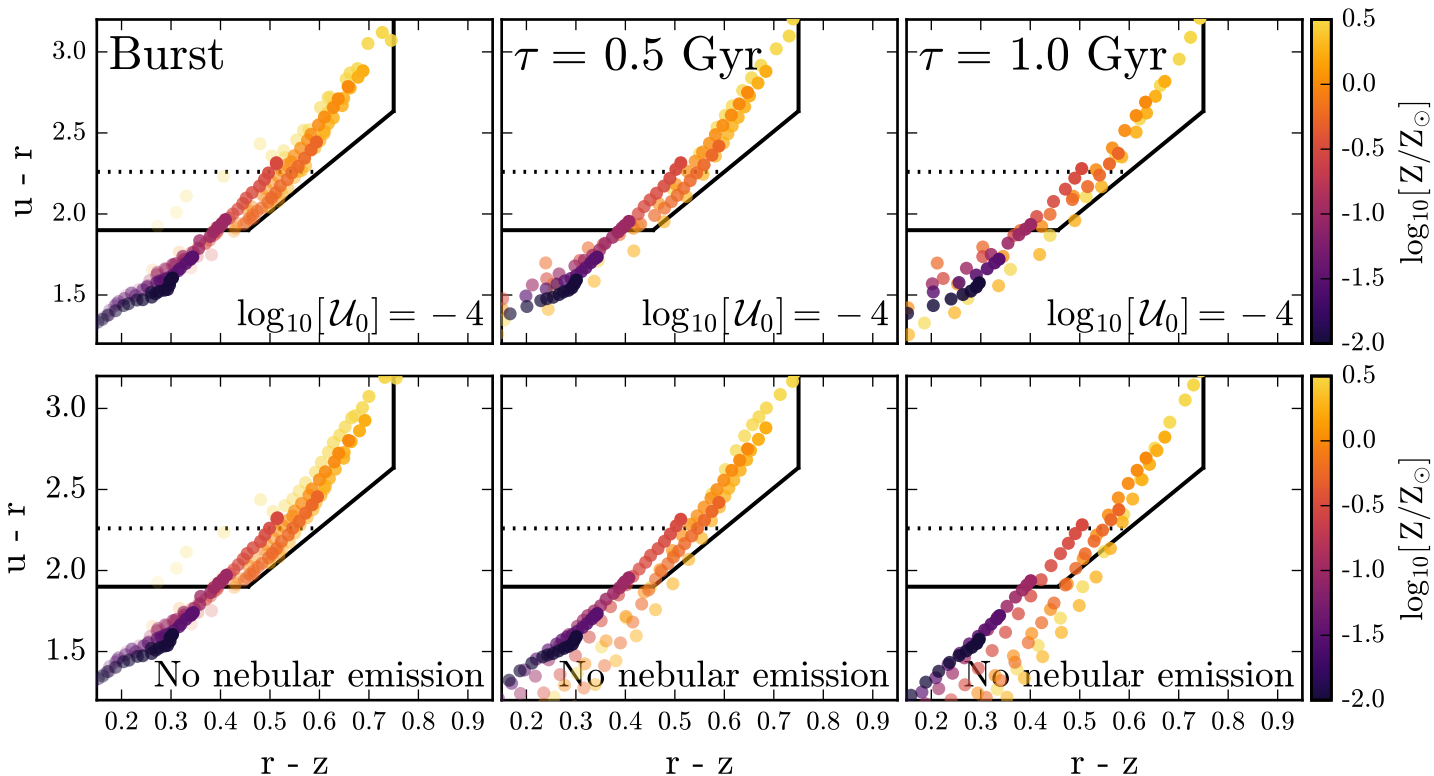 Burst
τ = 0.5 Gyr
τ = 1.0 Gyr
3.0
2.5
2.0
1.5
u - r
log₁₀[𝒰₀] = −4
log₁₀[𝒰₀] = −4
log₁₀[𝒰₀] = −4
0.5
0.0
-0.5
-1.0
-1.5
-2.0
log₁₀[Z/Z☉]
3.0
2.5
2.0
1.5
u - r
No nebular emission
No nebular emission
No nebular emission
0.5
0.0
-0.5
-1.0
-1.5
-2.0
log₁₀[Z/Z☉]
0.2 0.3 0.4 0.5 0.6 0.7 0.8 0.9
0.2 0.3 0.4 0.5 0.6 0.7 0.8 0.9
0.2 0.3 0.4 0.5 0.6 0.7 0.8 0.9
r - z
r - z
r - z